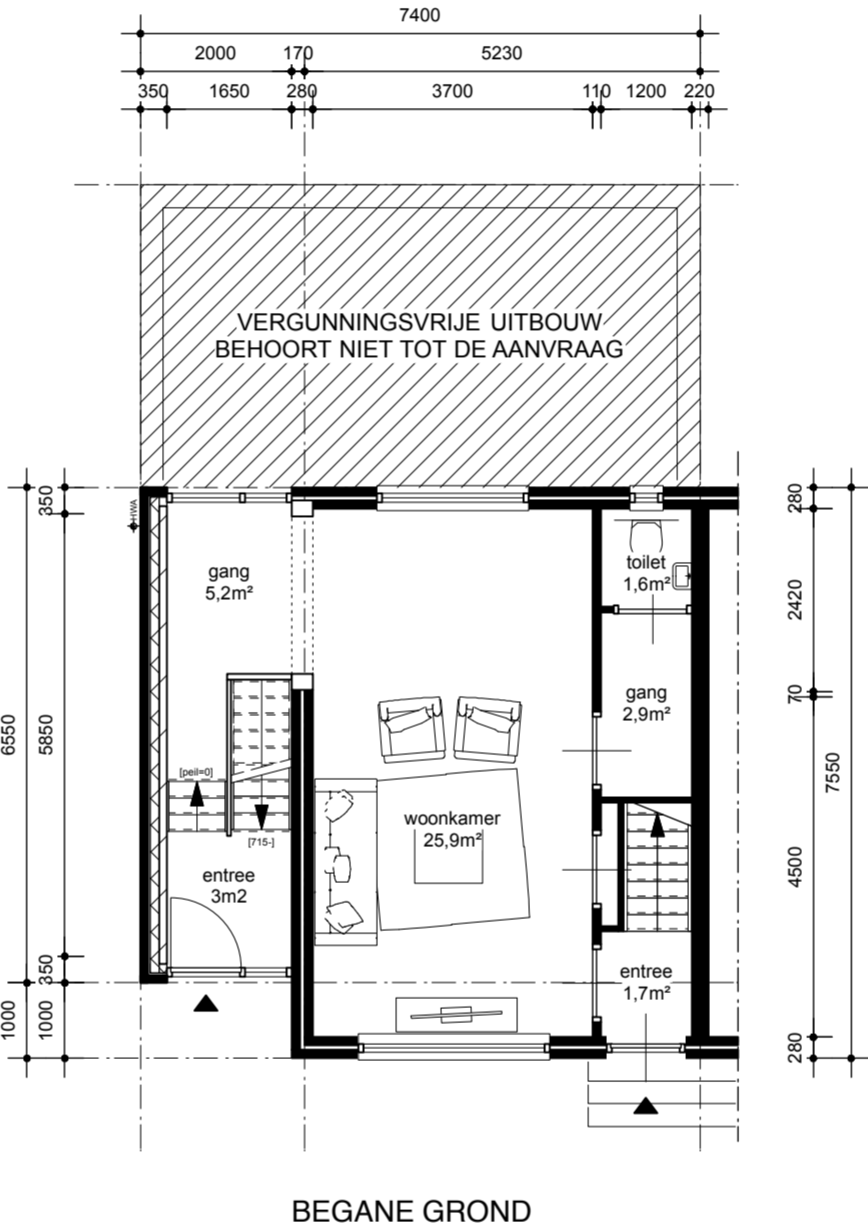 7400
2000 170 5230
350 1650 280 3700 110 1200 220
VERGUNNINGSVRIJE UITBOUW
BEHOORT NIET TOT DE AANVRAAG
350
280
HWA
gang
5,2m²
toilet
1,6m²
2420
gang
2,9m²
70
6550
5850
7550
[peil=0]
woonkamer
25,9m²
[715-]
entree
3m2
4500
350
entree
1,7m²
1000
1000
280
BEGANE GROND